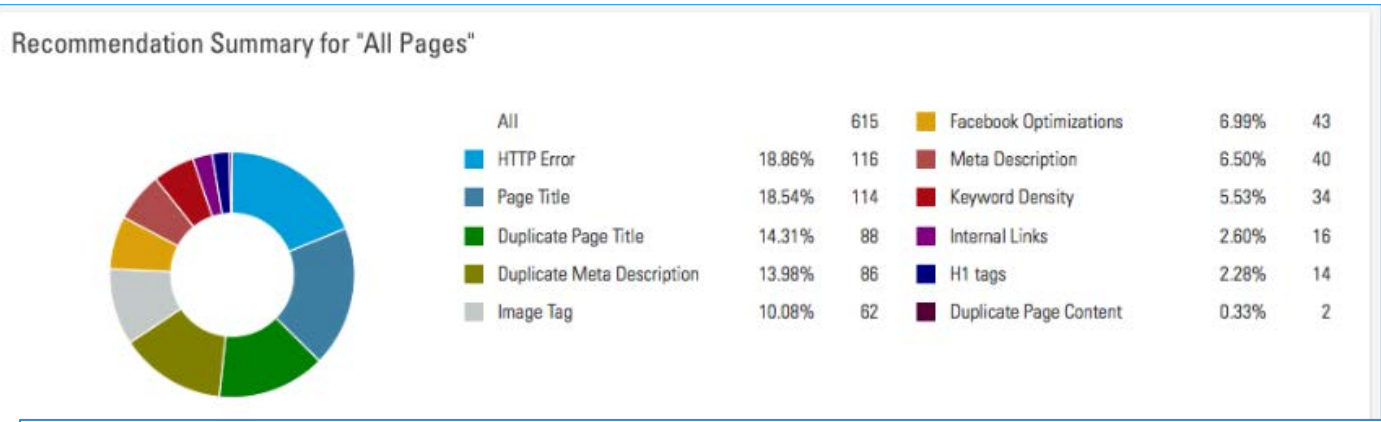 Recommendation Summary for "All Pages"
All 615
HTTP Error 18.86% 116
Page Title 18.54% 114
Duplicate Page Title 14.31% 88
Duplicate Meta Description 13.98% 86
Image Tag 10.08% 62
Facebook Optimizations 6.99% 43
Meta Description 6.50% 40
Keyword Density 5.53% 34
Internal Links 2.60% 16
H1 tags 2.28% 14
Duplicate Page Content 0.33% 2